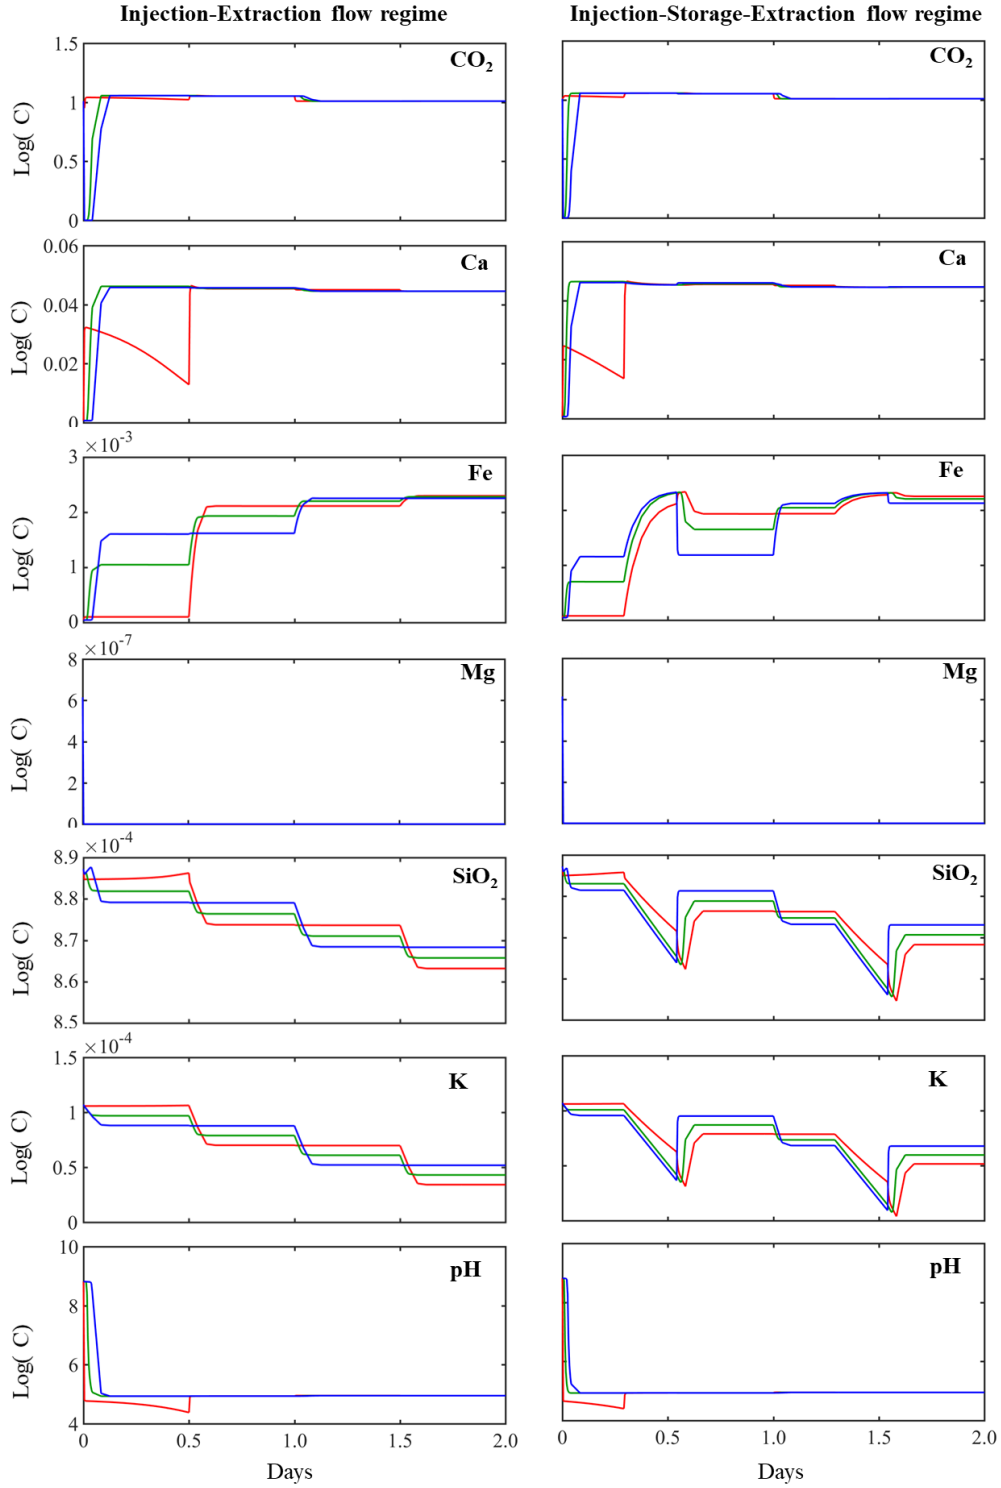 Injection-Extraction flow regime
Injection-Storage-Extraction flow regime
1.5
1
0.5
0
Log( C)
CO2
CO2
0.06
0.04
0.02
0
Log( C)
Ca
Ca
×10-3
3
2
1
0
Log( C)
Fe
Fe
×10-7
8
6
4
2
0
Log( C)
Mg
Mg
×10-4
8.9
8.8
8.7
8.6
8.5
Log( C)
SiO2
SiO2
×10-4
1.5
1
0.5
0
Log( C)
K
K
10
8
6
4
Log( C)
pH
pH
0 0.5 1.0 1.5 2.0
0 0.5 1.0 1.5 2.0
Days
Days